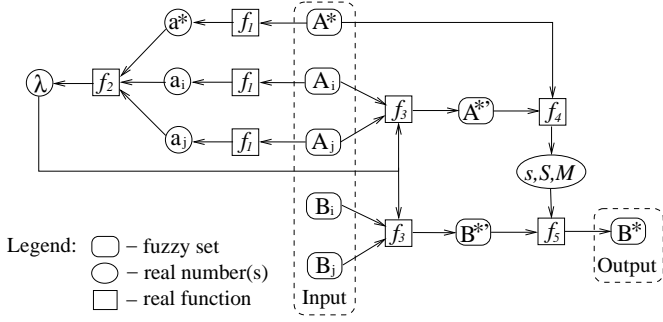 a* f₁ A*
λ f₂ aᵢ f₁ Aᵢ
f₃ A*' f₄
aⱼ f₁ Aⱼ
s,S,M
Bᵢ
f₃ B*' f₅ B*
Bⱼ
Legend:
– fuzzy set
– real number(s)
– real function
Input
Output